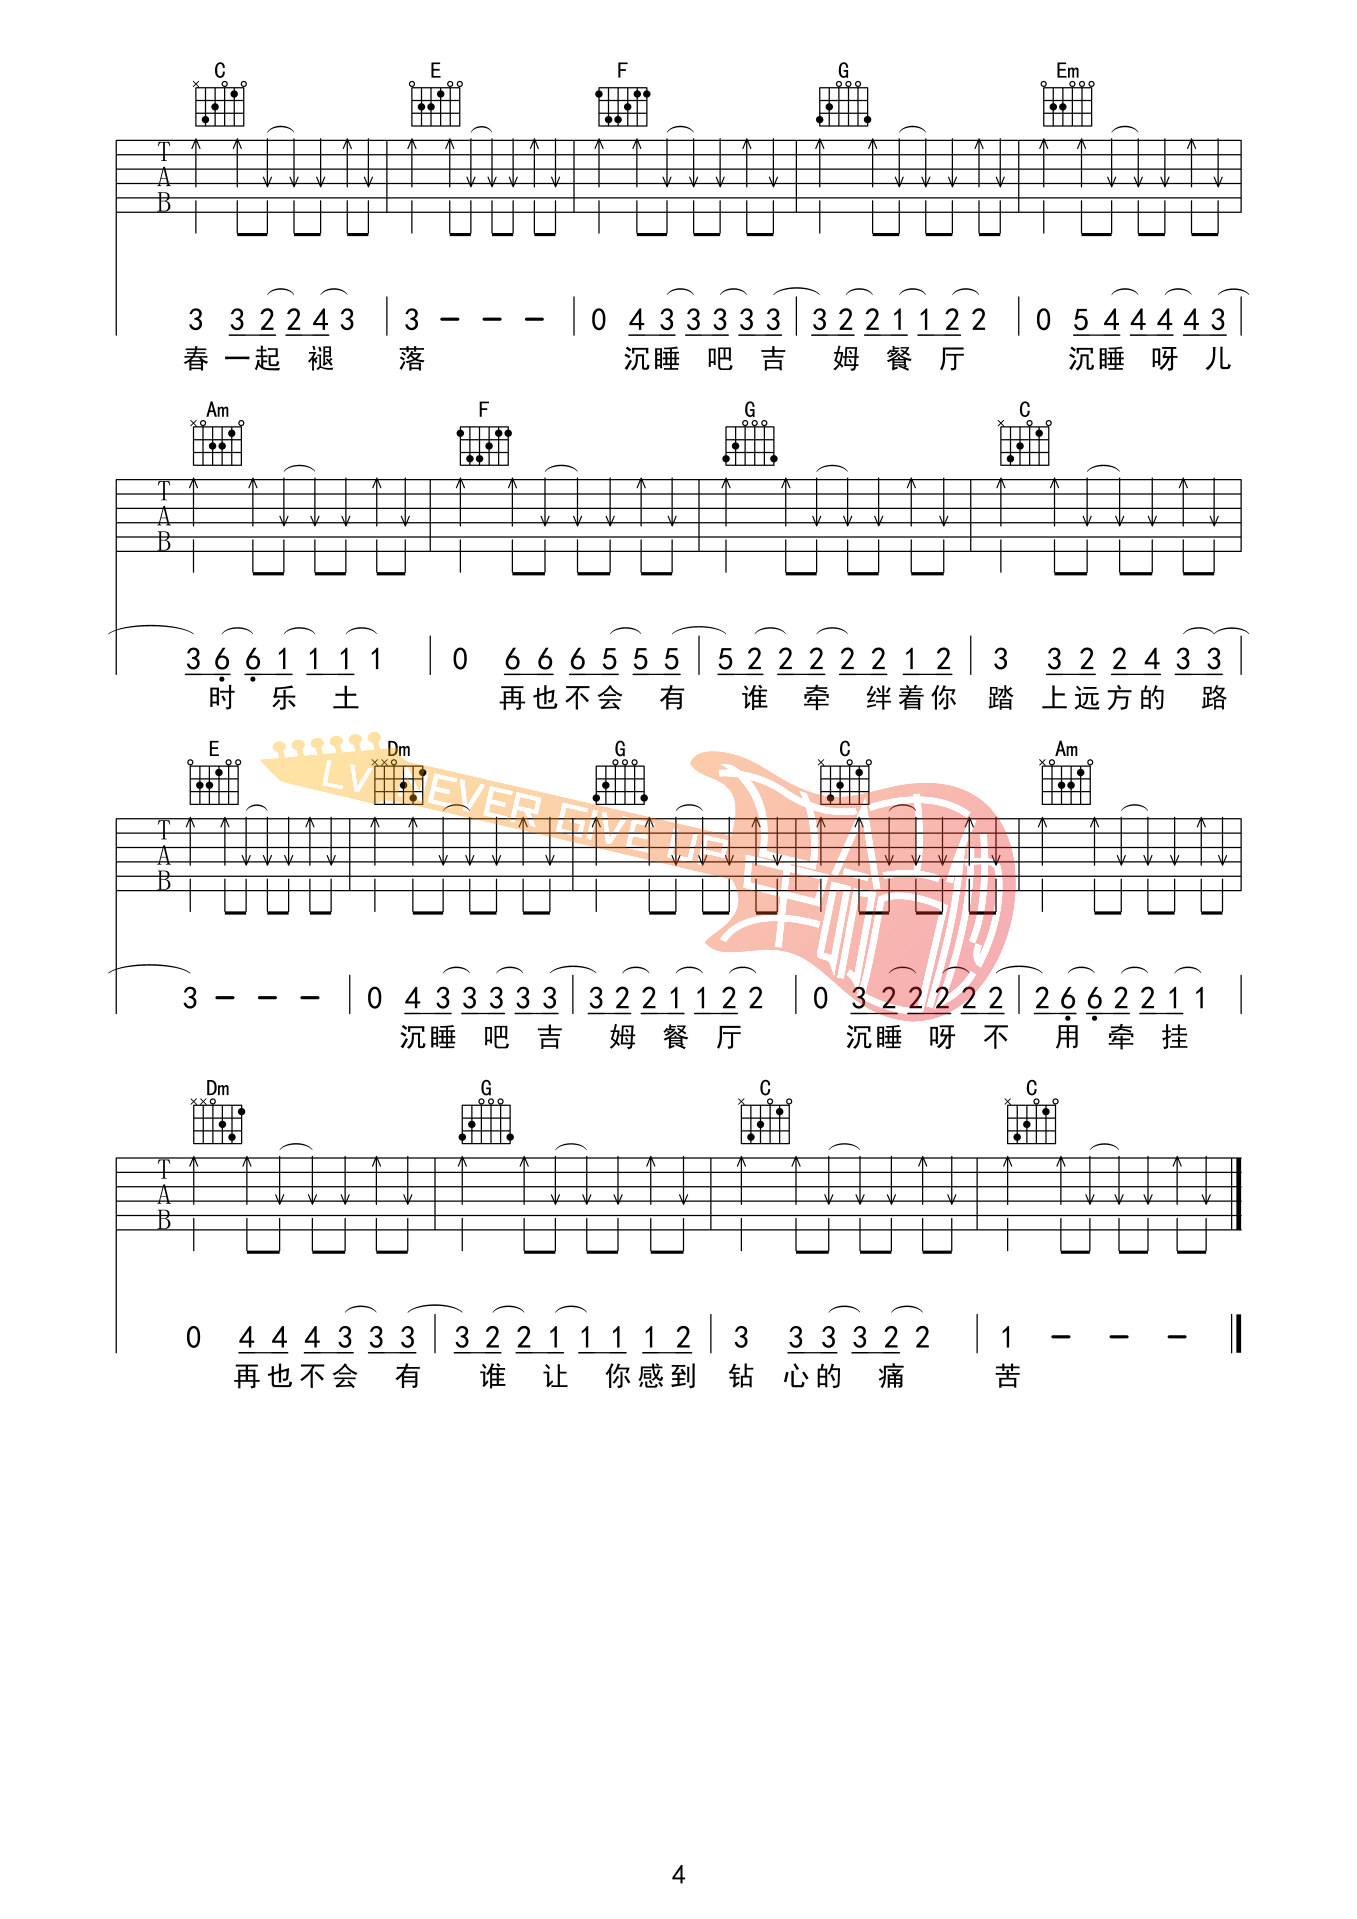 C E F G Em
T A B
3 3 2 2 4 3 | 3 - - - | 0 4 3 3 3 3 3 | 3 2 2 1 1 2 2 | 0 5 4 4 4 4 3 |
春 一 起 褪 落 沉 睡 吧 吉 姆 餐 厅 沉 睡 呀 儿
Am F G C
T A B
3 6 6 1 1 1 1 | 0 6 6 6 5 5 5 | 5 2 2 2 2 2 1 2 | 3 3 2 2 4 3 3 |
时 乐 土 再 也 不 会 有 谁 牵 绊 着 你 踏 上 远 方 的 路
E Dm G C Am
LV NEVER GIVE UP
T A B
3 - - - | 0 4 3 3 3 3 3 | 3 2 2 1 1 2 2 | 0 3 2 2 2 2 2 | 2 6 6 2 2 1 1 |
沉 睡 吧 吉 姆 餐 厅 沉 睡 呀 不 用 牵 挂
Dm G C C
T A B
0 4 4 4 3 3 3 | 3 2 2 1 1 1 1 2 | 3 3 3 3 2 2 | 1 - - -
再 也 不 会 有 谁 让 你 感 到 钻 心 的 痛 苦
4